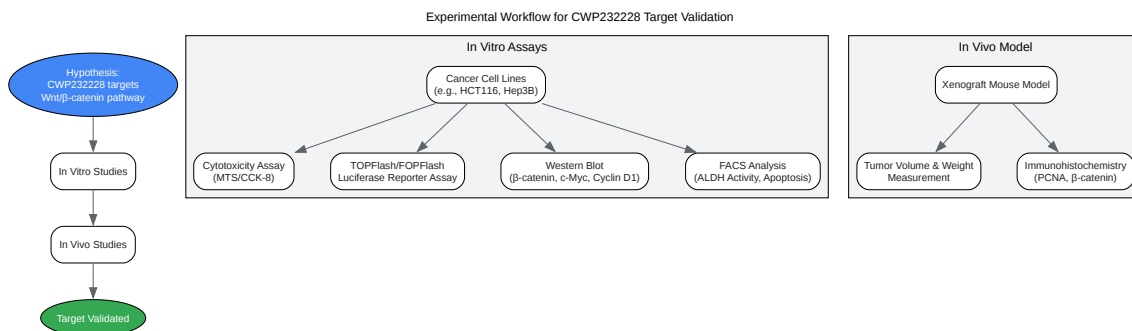 Experimental Workflow for CWP232228 Target Validation
Hypothesis:
CWP232228 targets
Wnt/β-catenin pathway
In Vitro Studies
In Vivo Studies
Target Validated
In Vitro Assays
Cancer Cell Lines
(e.g., HCT116, Hep3B)
Cytotoxicity Assay
(MTS/CCK-8)
TOPFlash/FOPFlash
Luciferase Reporter Assay
Western Blot
(β-catenin, c-Myc, Cyclin D1)
FACS Analysis
(ALDH Activity, Apoptosis)
In Vivo Model
Xenograft Mouse Model
Tumor Volume & Weight
Measurement
Immunohistochemistry
(PCNA, β-catenin)